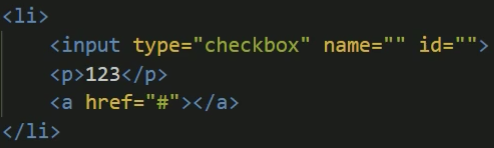 <li>
<input type="checkbox" name="" id="">
<p>123</p>
<a href="#"></a>
</li>